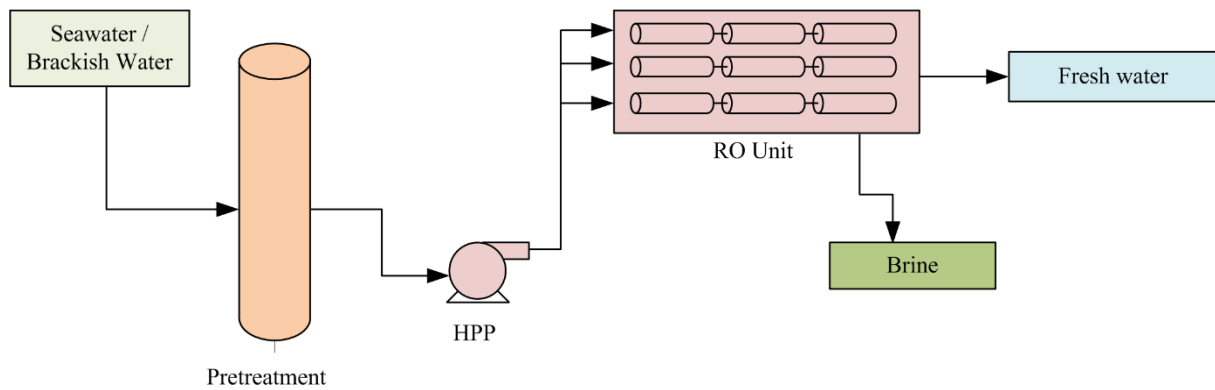 Seawater /
Brackish Water
Fresh water
RO Unit
Brine
HPP
Pretreatment